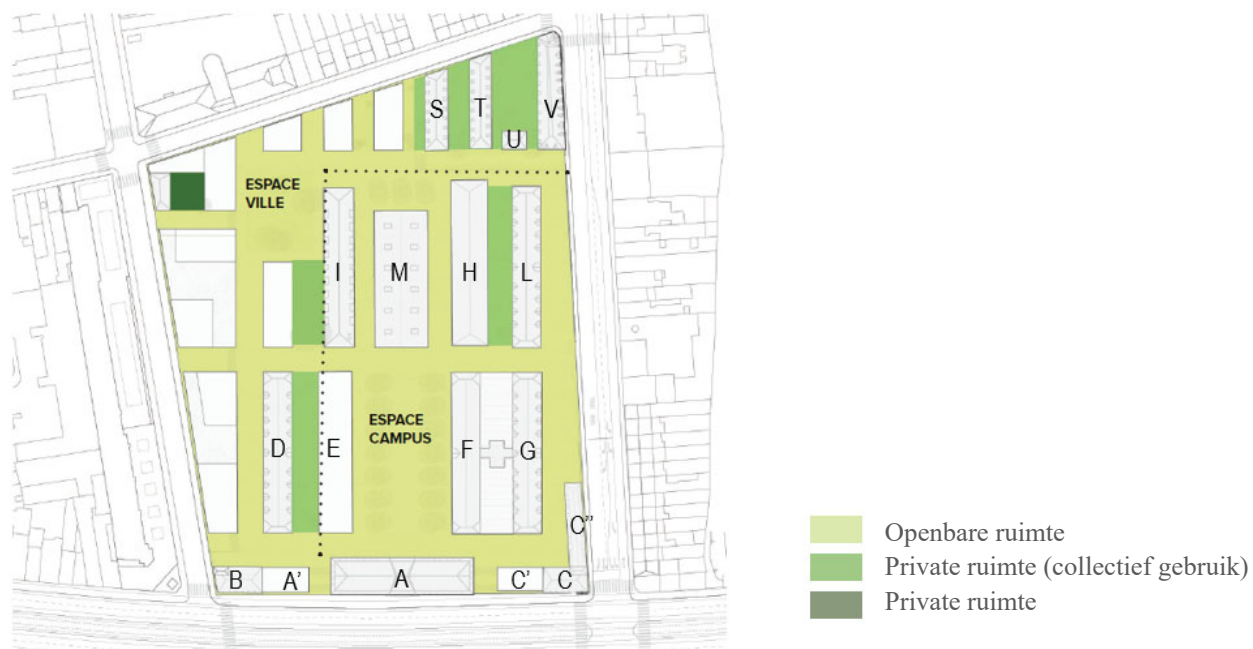 S
T
V
U
ESPACE
VILLE
I
M
H
L
ESPACE
CAMPUS
D
E
F
G
C"
B
A'
A
C'
C
Openbare ruimte
Private ruimte (collectief gebruik)
Private ruimte